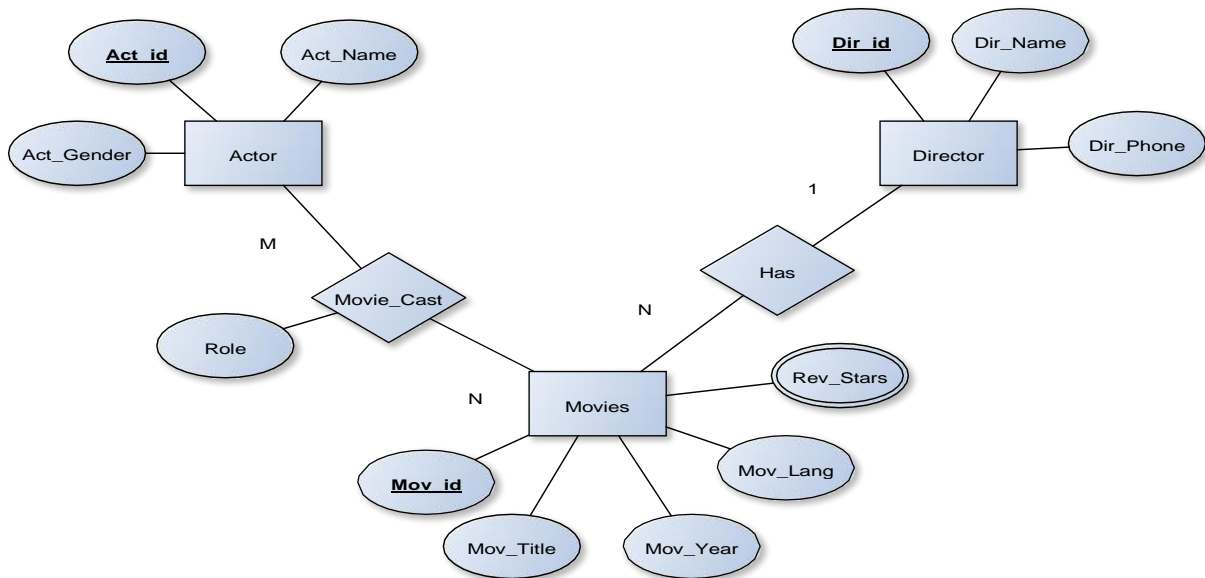 Act_id
Act_Name
Dir_id
Dir_Name
Act_Gender
Actor
Director
Dir_Phone
1
M
Has
Movie_Cast
N
Role
Rev_Stars
N
Movies
Mov_Lang
Mov_id
Mov_Title
Mov_Year